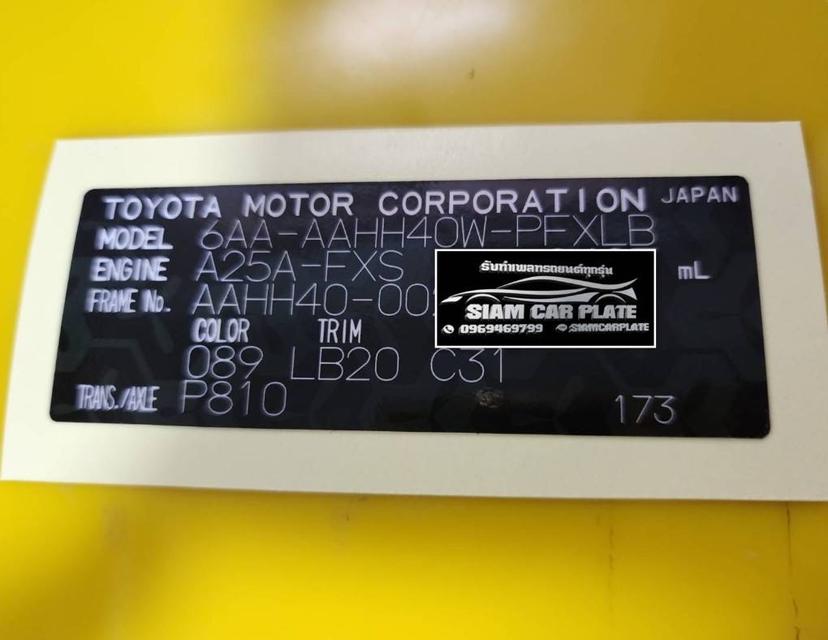 TOYOTA MOTOR CORPORATION JAPAN
MODEL 6AA-AAHH40W-PFXLB
ENGINE A25A-FXS mL
FRAME No. AAHH40-00
รับทำเพลทรถยนต์ทุกรุ่น
SIAM CAR PLATE
0969469799 @SIAMCARPLATE
COLOR TRIM
089 LB20 C31
TRANS./AXLE P810 173